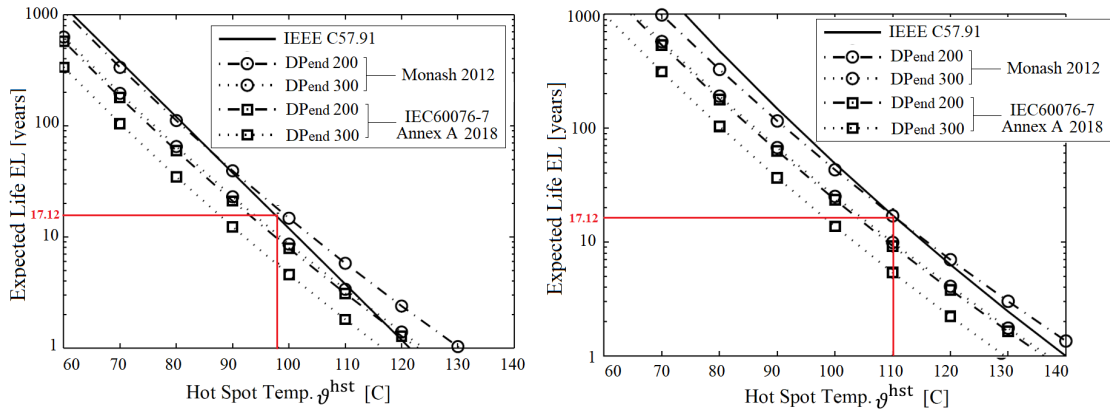 Expected Life EL [years]
1000
100
17.12
10
1
IEEE C57.91
DPend 200
DPend 300
Monash 2012
DPend 200
DPend 300
IEC60076-7
Annex A 2018
60 70 80 90 100 110 120 130 140
Hot Spot Temp. ϑhst [C]
Expected Life EL [years]
1000
100
17.12
10
1
IEEE C57.91
DPend 200
DPend 300
Monash 2012
DPend 200
DPend 300
IEC60076-7
Annex A 2018
60 70 80 90 100 110 120 130 140
Hot Spot Temp. ϑhst [C]